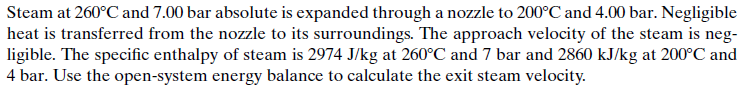 Steam at 260°C and 7.00 bar absolute is expanded through a nozzle to 200°C and 4.00 bar. Negligible
heat is transferred from the nozzle to its surroundings. The approach velocity of the steam is neg-
ligible. The specific enthalpy of steam is 2974 J/kg at 260°C and 7 bar and 2860 kJ/kg at 200°C and
4 bar. Use the open-system energy balance to calculate the exit steam velocity.